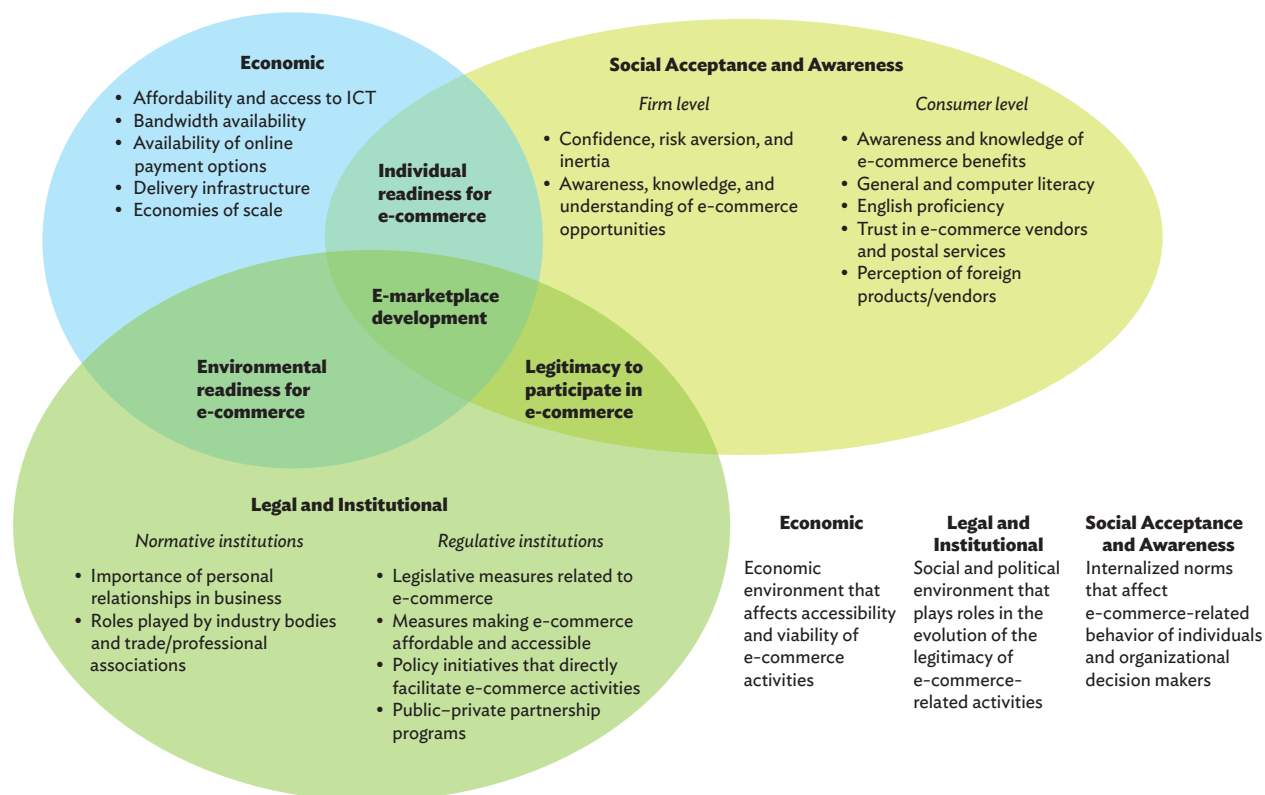 Economic
• Affordability and access to ICT
• Bandwidth availability
• Availability of online
payment options
• Delivery infrastructure
• Economies of scale
Social Acceptance and Awareness
Firm level
• Confidence, risk aversion, and
inertia
• Awareness, knowledge, and
understanding of e-commerce
opportunities
Consumer level
• Awareness and knowledge of
e-commerce benefits
• General and computer literacy
• English proficiency
• Trust in e-commerce vendors
and postal services
• Perception of foreign
products/vendors
Individual
readiness for
e-commerce
E-marketplace
development
Environmental
readiness for
e-commerce
Legitimacy to
participate in
e-commerce
Legal and Institutional
Normative institutions
• Importance of personal
relationships in business
• Roles played by industry bodies
and trade/professional
associations
Regulative institutions
• Legislative measures related to
e-commerce
• Measures making e-commerce
affordable and accessible
• Policy initiatives that directly
facilitate e-commerce activities
• Public–private partnership
programs
Economic
Economic
environment that
affects accessibility
and viability of
e-commerce
activities
Legal and
Institutional
Social and political
environment that
plays roles in the
evolution of the
legitimacy of
e-commerce-
related activities
Social Acceptance
and Awareness
Internalized norms
that affect
e-commerce-related
behavior of individuals
and organizational
decision makers